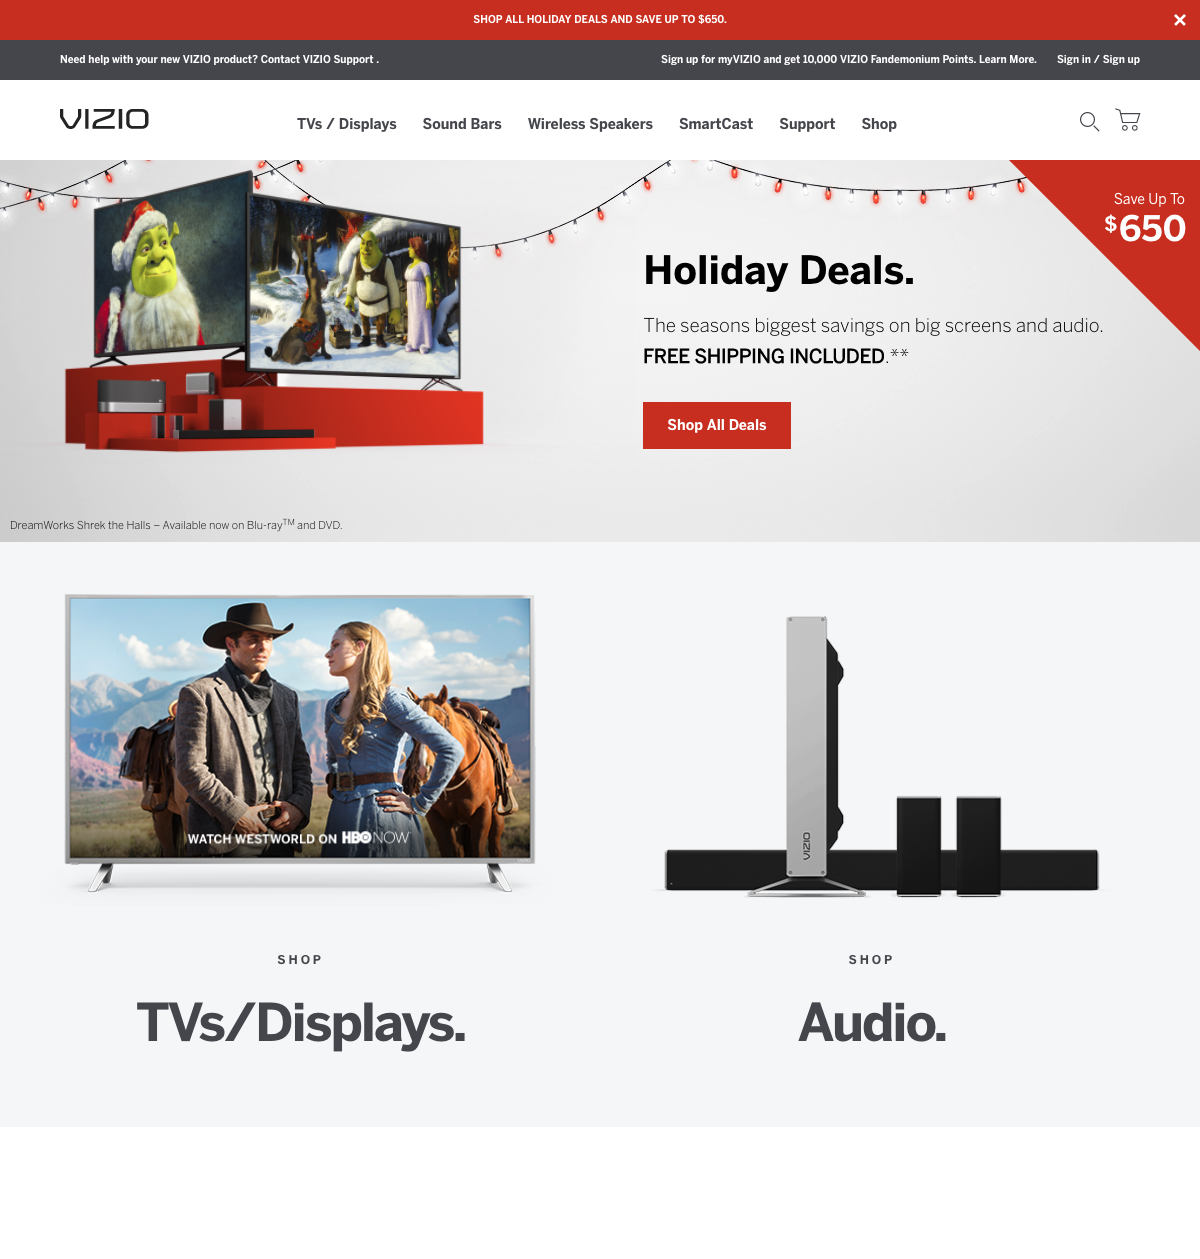 SHOP ALL HOLIDAY DEALS AND SAVE UP TO $650.
Need help with your new VIZIO product? Contact VIZIO Support .
Sign up for myVIZIO and get 10,000 VIZIO Fandemonium Points. Learn More.
Sign in / Sign up
VIZIO
TVs / Displays
Sound Bars
Wireless Speakers
SmartCast
Support
Shop
Save Up To
$650
Holiday Deals.
The seasons biggest savings on big screens and audio.
FREE SHIPPING INCLUDED.**
Shop All Deals
DreamWorks Shrek the Halls – Available now on Blu-ray™ and DVD.
WATCH WESTWORLD ON HBO NOW
VIZIO
SHOP
TVs/Displays.
SHOP
Audio.